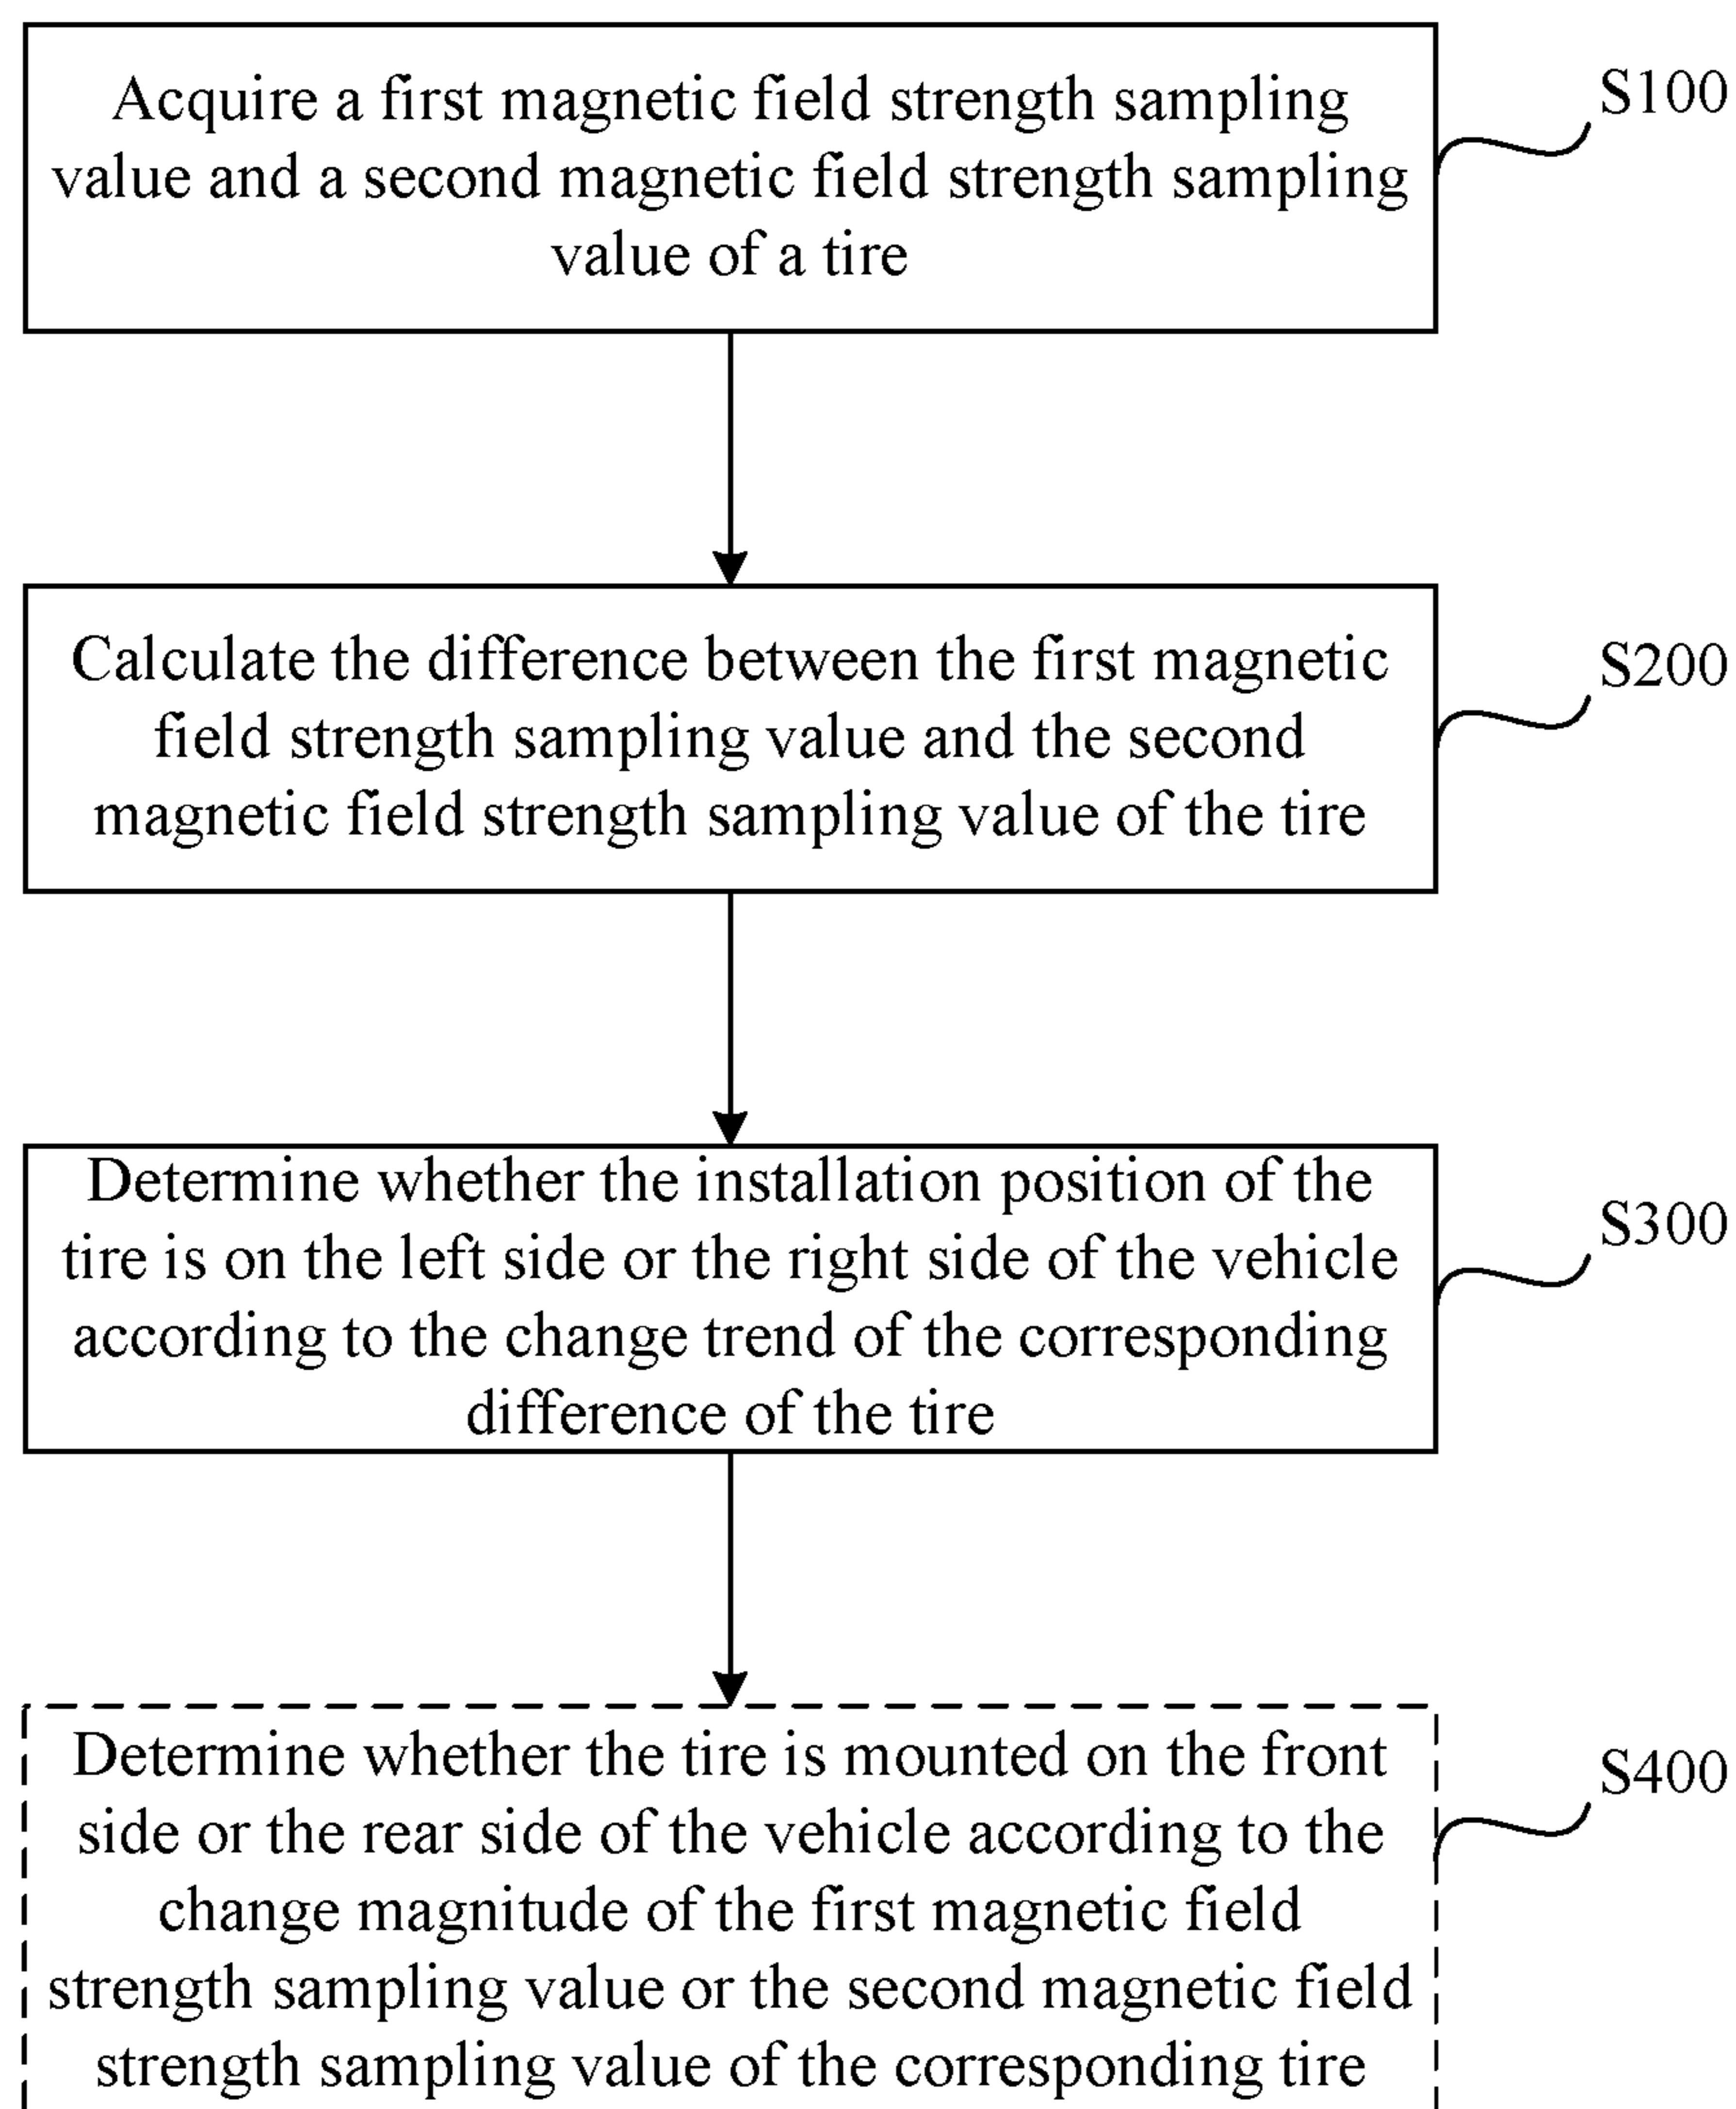 Acquire a first magnetic field strength sampling
value and a second magnetic field strength sampling
value of a tire
S100
Calculate the difference between the first magnetic
field strength sampling value and the second
magnetic field strength sampling value of the tire
S200
Determine whether the installation position of the
tire is on the left side or the right side of the vehicle
according to the change trend of the corresponding
difference of the tire
S300
Determine whether the tire is mounted on the front
side or the rear side of the vehicle according to the
change magnitude of the first magnetic field
strength sampling value or the second magnetic field
strength sampling value of the corresponding tire
S400